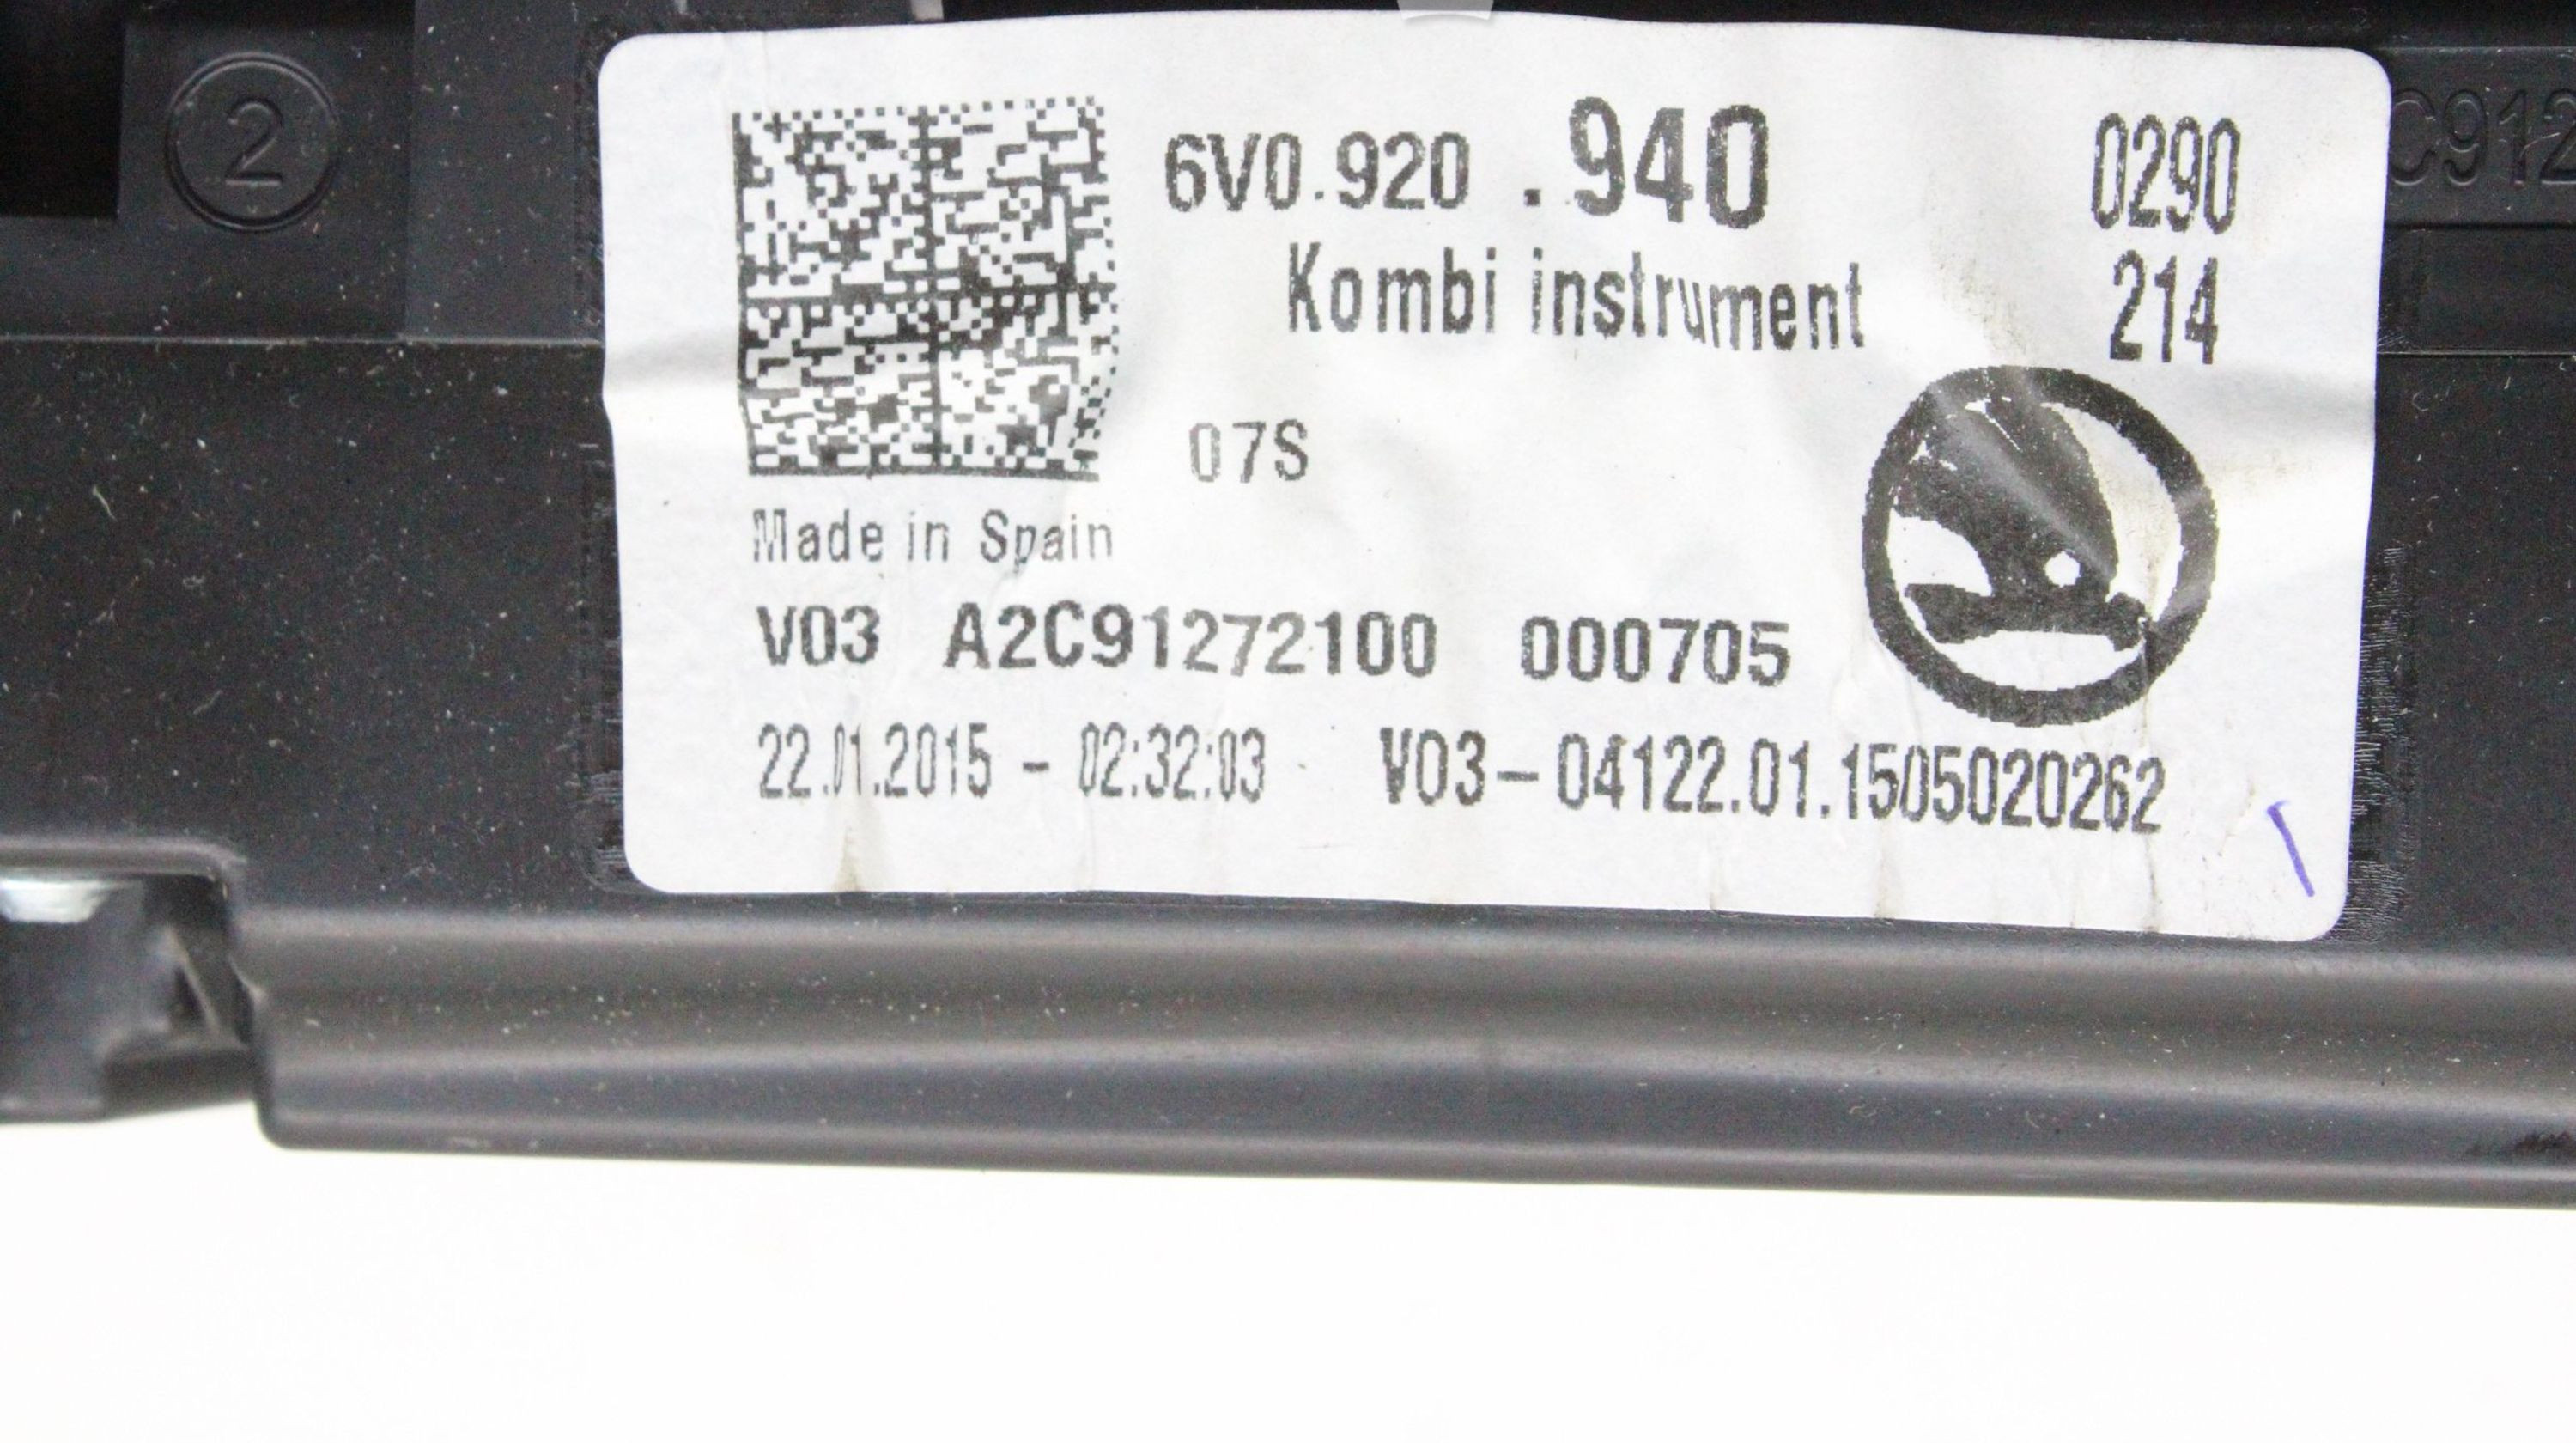 2
6V0.920 .940
0290
Kombi instrument
214
C912
07S
Made in Spain
V03 A2C91272100 000705
22.01.2015 - 02:32:03 V03-04122.01.1505020262